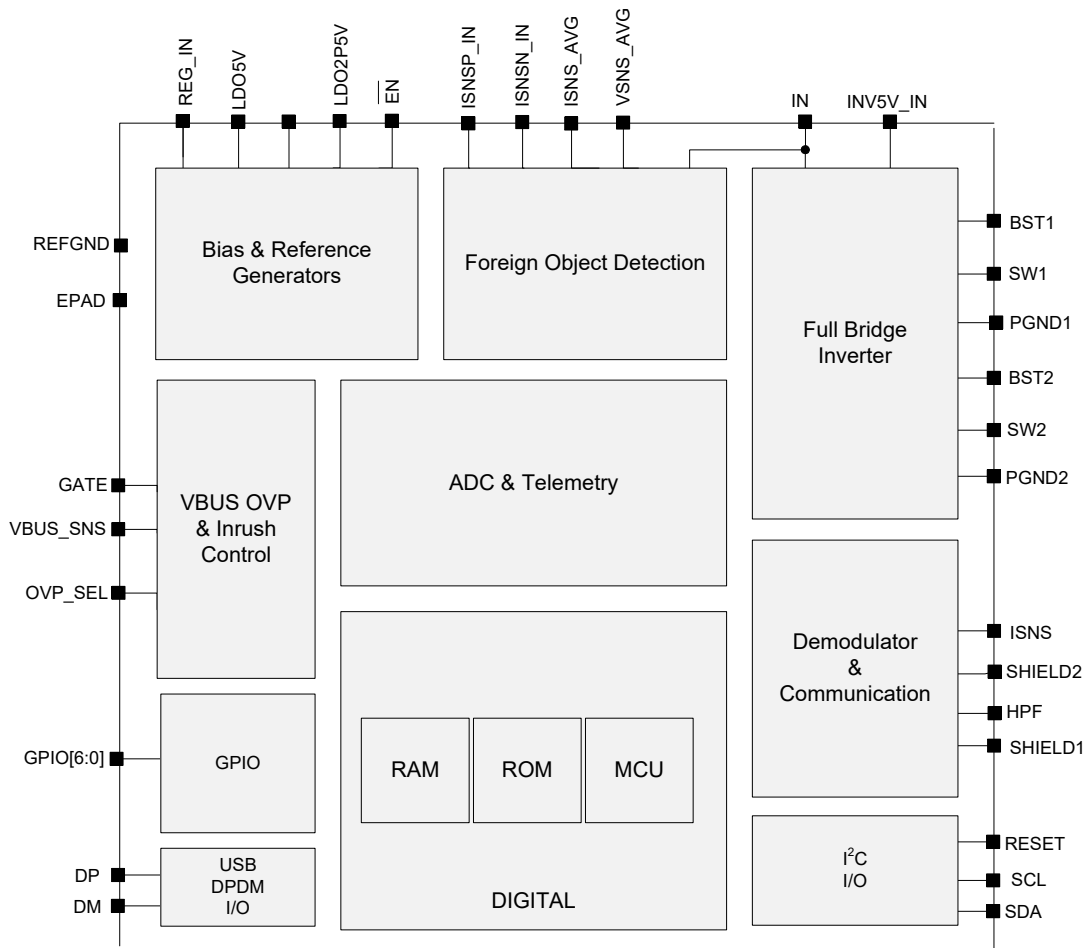 REG_IN
LDO5V
LDO2P5V
EN
ISNSP_IN
ISNSN_IN
ISNS_AVG
VSNS_AVG
IN
INV5V_IN
REFGND
EPAD
Bias & Reference
Generators
Foreign Object Detection
Full Bridge
Inverter
BST1
SW1
PGND1
BST2
SW2
PGND2
GATE
VBUS_SNS
OVP_SEL
VBUS OVP
& Inrush
Control
ADC & Telemetry
Demodulator
&
Communication
ISNS
SHIELD2
HPF
SHIELD1
GPIO[6:0]
GPIO
RAM
ROM
MCU
DIGITAL
DP
DM
USB
DPDM
I/O
I²C
I/O
RESET
SCL
SDA